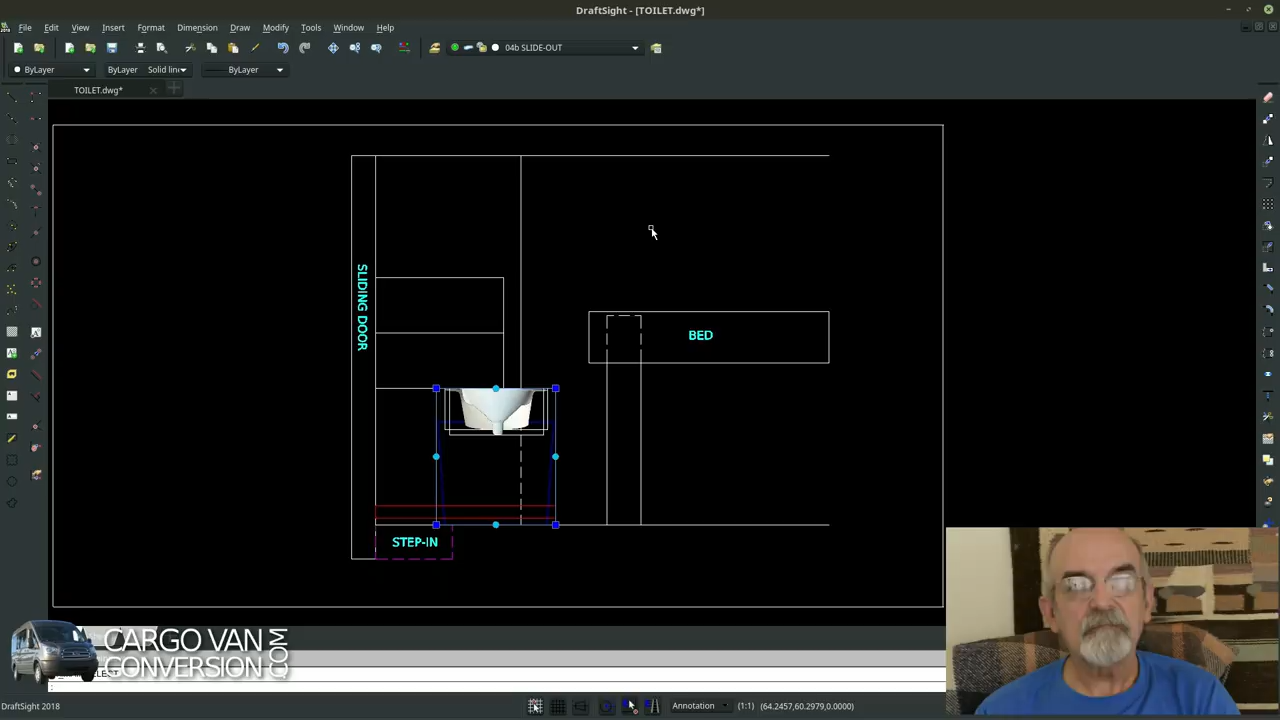 DraftSight - [TOILET.dwg*]
File Edit View Insert Format Dimension Draw Modify Tools Window Help
04b SLIDE-OUT
ByLayer ByLayer Solid line ByLayer
TOILET.dwg*
SLIDING DOOR
BED
STEP-IN
CARGO VAN
CONVERSION.COM
DraftSight 2018 Annotation (1:1) (64.2457,60.2979,0.0000)